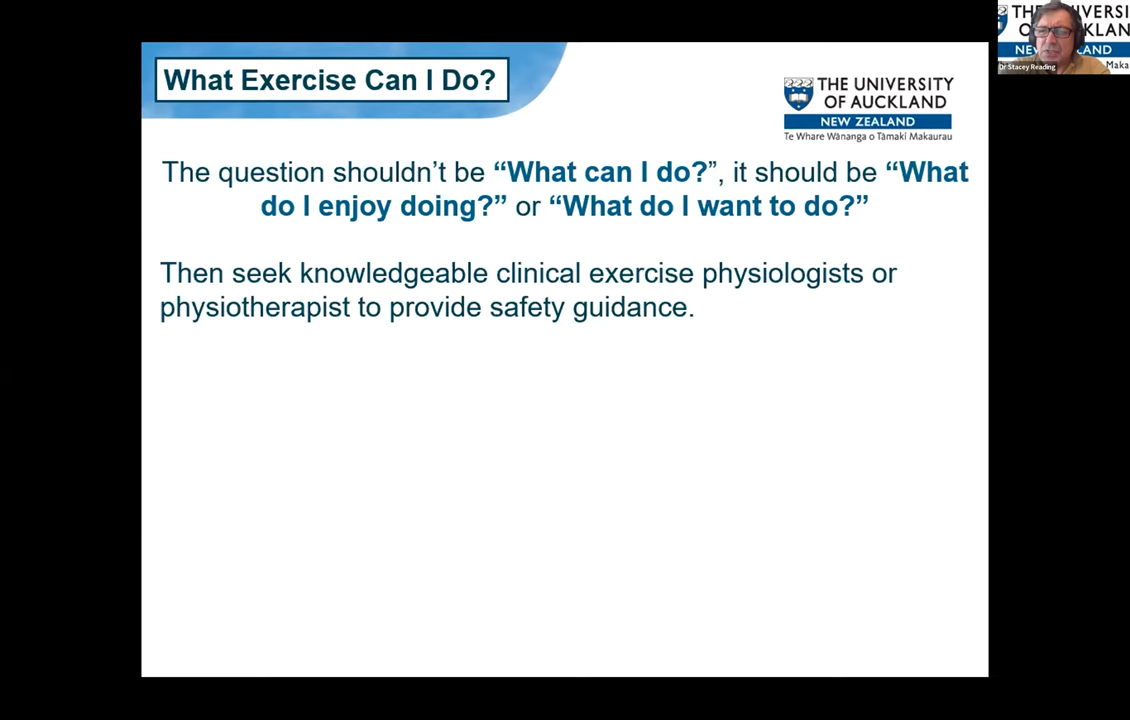 What Exercise Can I Do?
THE UNIVERSITY
OF AUCKLAND
NEW ZEALAND
Te Whare Wānanga o Tāmaki Makaurau
The question shouldn’t be “What can I do?”, it should be “What
do I enjoy doing?” or “What do I want to do?”
Then seek knowledgeable clinical exercise physiologists or
physiotherapist to provide safety guidance.
Dr Stacey Reading